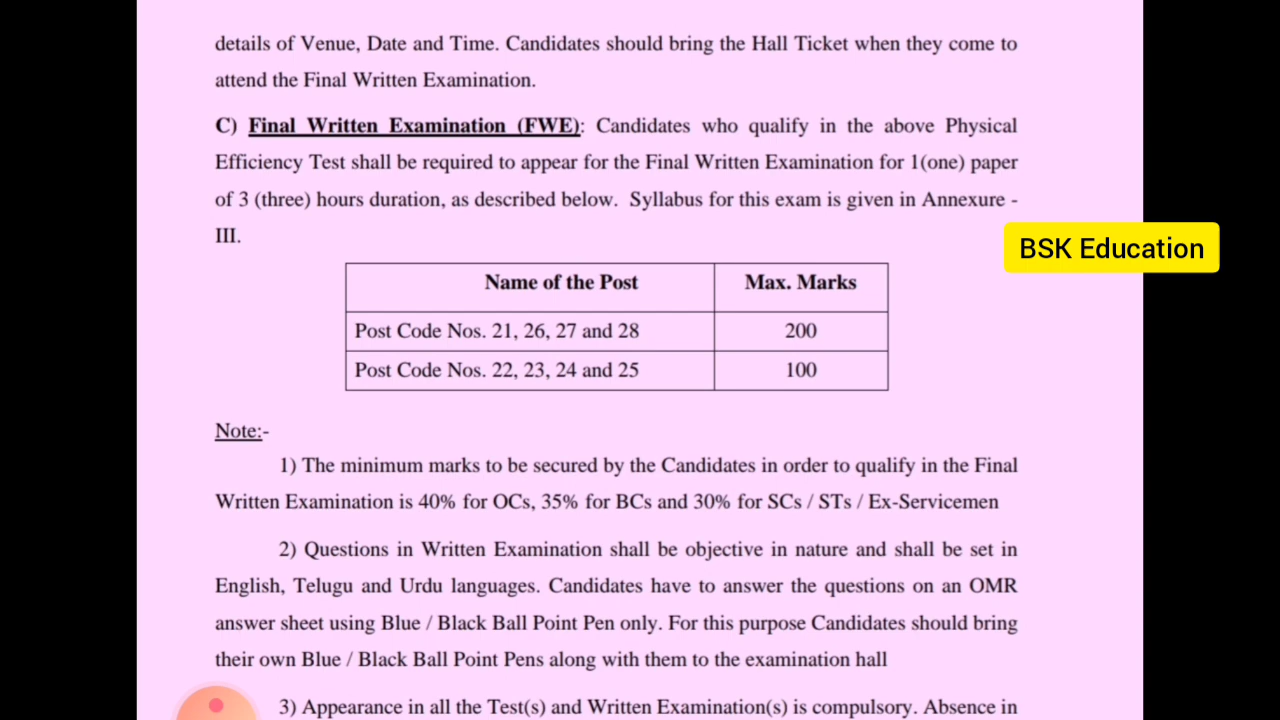 details of Venue, Date and Time. Candidates should bring the Hall Ticket when they come to
attend the Final Written Examination.
C) Final Written Examination (FWE): Candidates who qualify in the above Physical
Efficiency Test shall be required to appear for the Final Written Examination for 1(one) paper
of 3 (three) hours duration, as described below. Syllabus for this exam is given in Annexure -
III.
BSK Education
Name of the Post Max. Marks
Post Code Nos. 21, 26, 27 and 28 200
Post Code Nos. 22, 23, 24 and 25 100
Note:-
1) The minimum marks to be secured by the Candidates in order to qualify in the Final
Written Examination is 40% for OCs, 35% for BCs and 30% for SCs / STs / Ex-Servicemen
2) Questions in Written Examination shall be objective in nature and shall be set in
English, Telugu and Urdu languages. Candidates have to answer the questions on an OMR
answer sheet using Blue / Black Ball Point Pen only. For this purpose Candidates should bring
their own Blue / Black Ball Point Pens along with them to the examination hall
3) Appearance in all the Test(s) and Written Examination(s) is compulsory. Absence in